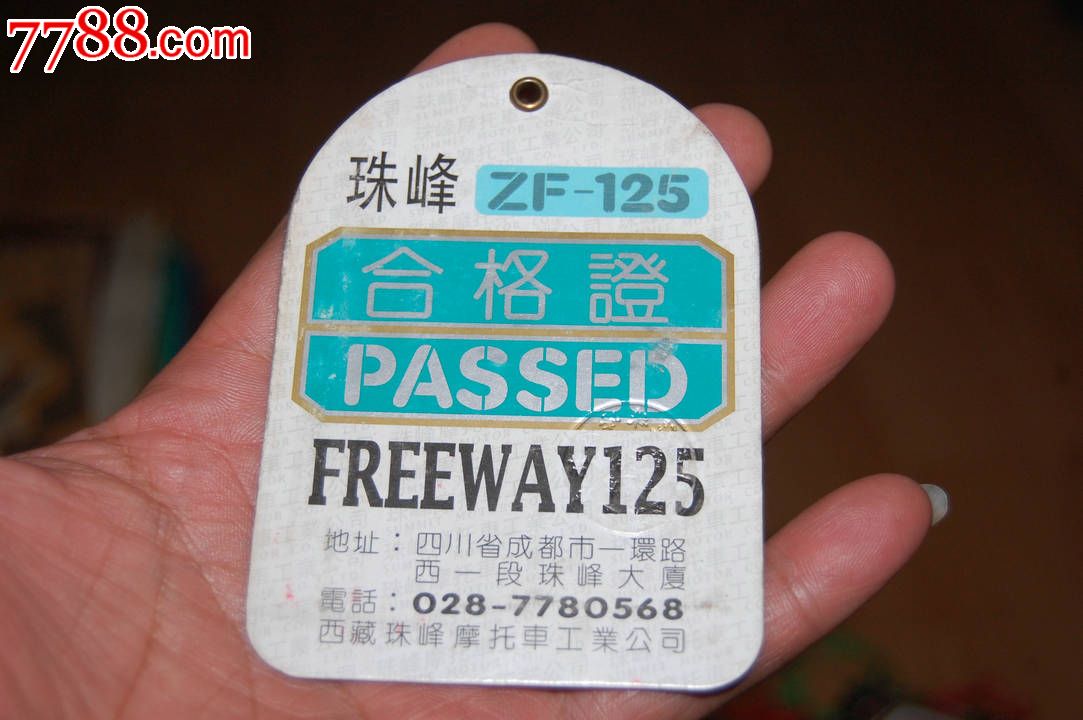 7788.com
珠峰 ZF-125
合格證
PASSED
FREEWAY125
地址：四川省成都市一環路
西一段珠峰大廈
電話：028-7780568
西藏珠峰摩托車工業公司